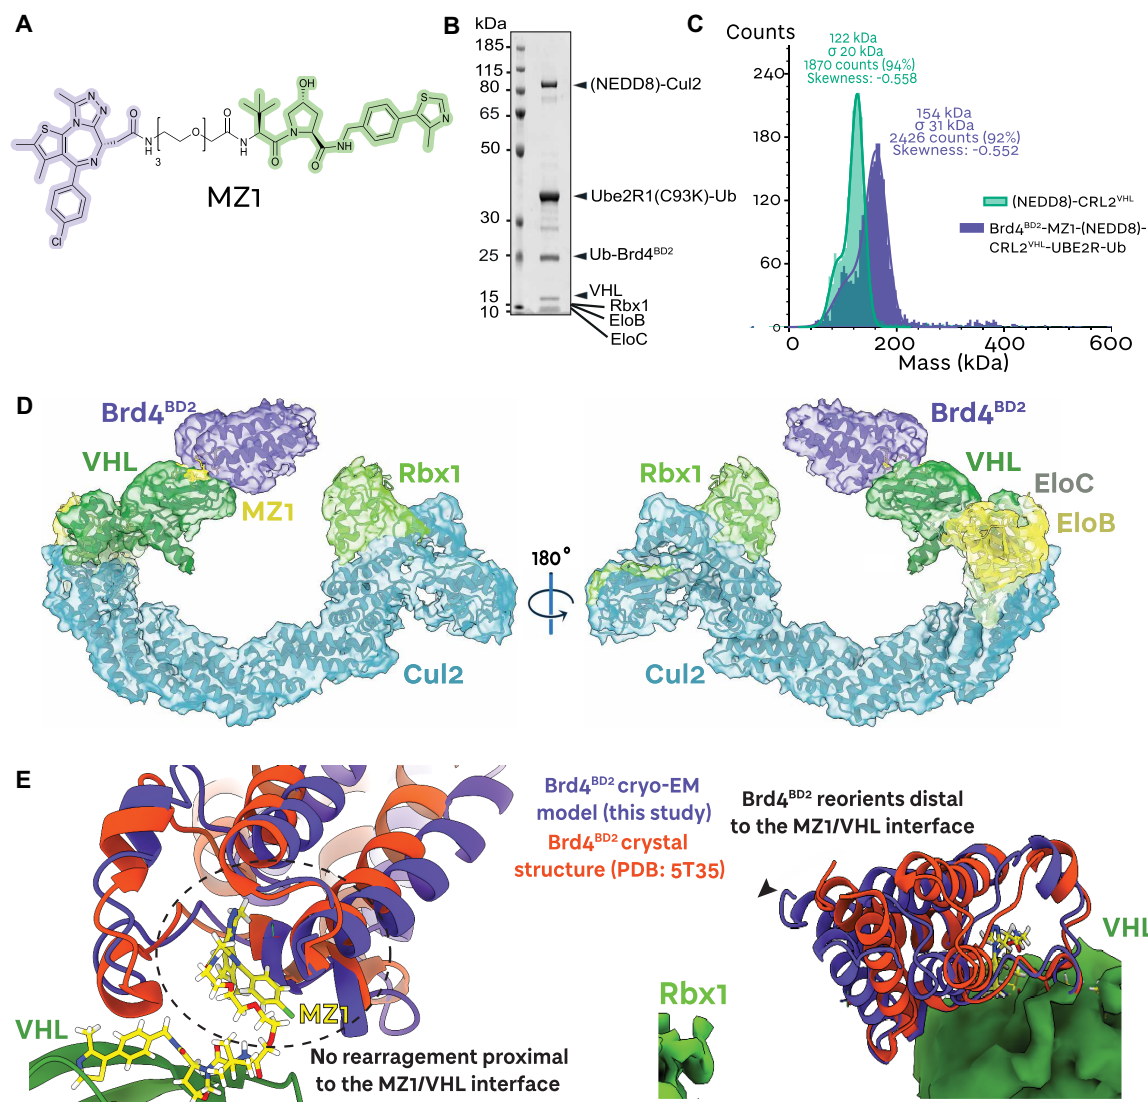 A
S
N
N
N
N
Cl
O
N
H
3
O
O
N
H
O
N
OH
O
NH
S
N
MZ1
B
kDa
185
115
80
65
50
30
25
15
10
(NEDD8)-Cul2
Ube2R1(C93K)-Ub
Ub-Brd4BD2
VHL
Rbx1
EloB
EloC
C
Counts
240
180
120
60
0
0
200
400
600
Mass (kDa)
122 kDa
σ 20 kDa
1870 counts (94%)
Skewness: -0.558
154 kDa
σ 31 kDa
2426 counts (92%)
Skewness: -0.552
(NEDD8)-CRL2VHL
Brd4BD2-MZ1-(NEDD8)-
CRL2VHL-UBE2R-Ub
D
Brd4BD2
VHL
MZ1
Rbx1
Cul2
180°
Rbx1
Cul2
Brd4BD2
VHL
EloC
EloB
E
VHL
MZ1
No rearragement proximal
to the MZ1/VHL interface
Brd4BD2 cryo-EM
model (this study)
Brd4BD2 crystal
structure (PDB: 5T35)
Brd4BD2 reorients distal
to the MZ1/VHL interface
VHL
Rbx1